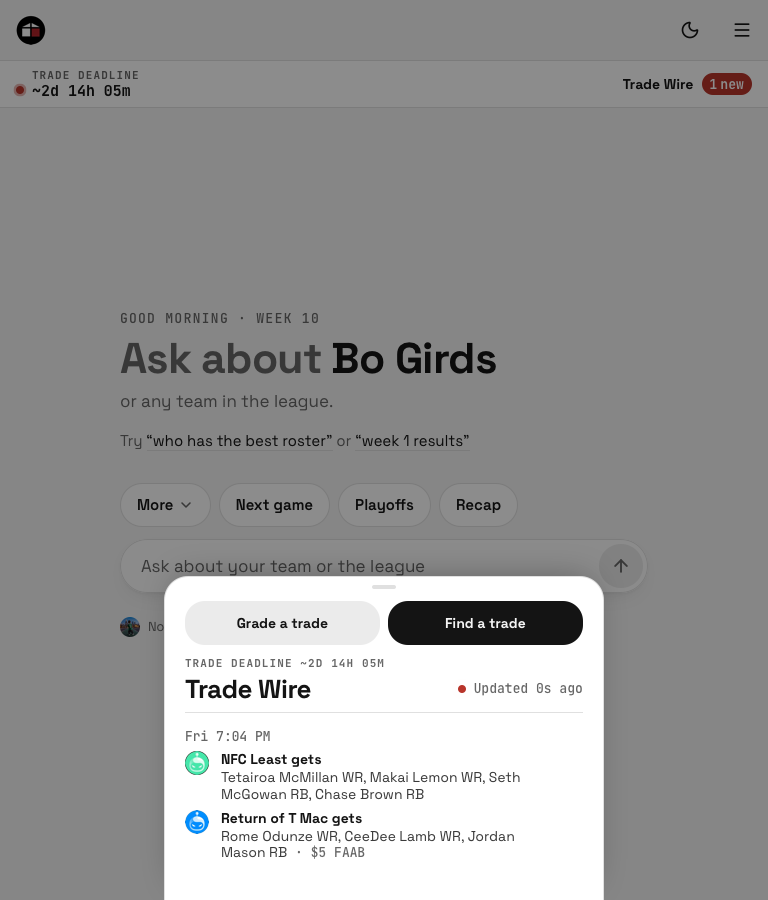 TRADE DEADLINE
~2d 14h 05m
Trade Wire 1 new
GOOD MORNING · WEEK 10
Ask about Bo Girds
or any team in the league.
Try “who has the best roster” or “week 1 results”
More Next game Playoffs Recap
Ask about your team or the league
No
Grade a trade Find a trade
TRADE DEADLINE ~2D 14H 05M
Trade Wire Updated 0s ago
Fri 7:04 PM
NFC Least gets
Tetairoa McMillan WR, Makai Lemon WR, Seth
McGowan RB, Chase Brown RB
Return of T Mac gets
Rome Odunze WR, CeeDee Lamb WR, Jordan
Mason RB · $5 FAAB